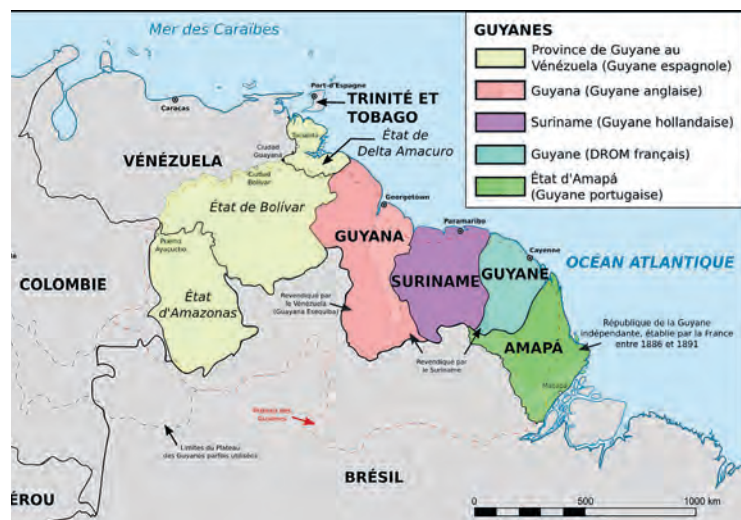 Mer des Caraïbes
GUYANES
Province de Guyane au
Vénézuela (Guyane espagnole)
Guyana (Guyane anglaise)
Suriname (Guyane hollandaise)
Guyane (DROM français)
État d'Amapá
(Guyane portugaise)
Port-d'Espagne
Caracas
TRINITÉ ET
TOBAGO
Tucupita
État de
Delta Amacuro
Ciudad
Guayana
VÉNÉZUELA
Ciudad
Bolívar
État de Bolívar
Georgetown
Paramaribo
GUYANA
Puerto
Ayacucho
Cayenne
OCÉAN ATLANTIQUE
SURINAME
GUYANE
COLOMBIE
État
d'Amazonas
Revendiqué par
le Vénézuela
(Guayana Esequiba)
République de la Guyane
indépendante, établie par la France
entre 1886 et 1891
AMAPÁ
Revendiqué par
le Suriname
Macapá
Plateau des
Guyanes
Limites du Plateau
des Guyanes parfois utilisées
BRÉSIL
ÉROU
0
500
1000 km